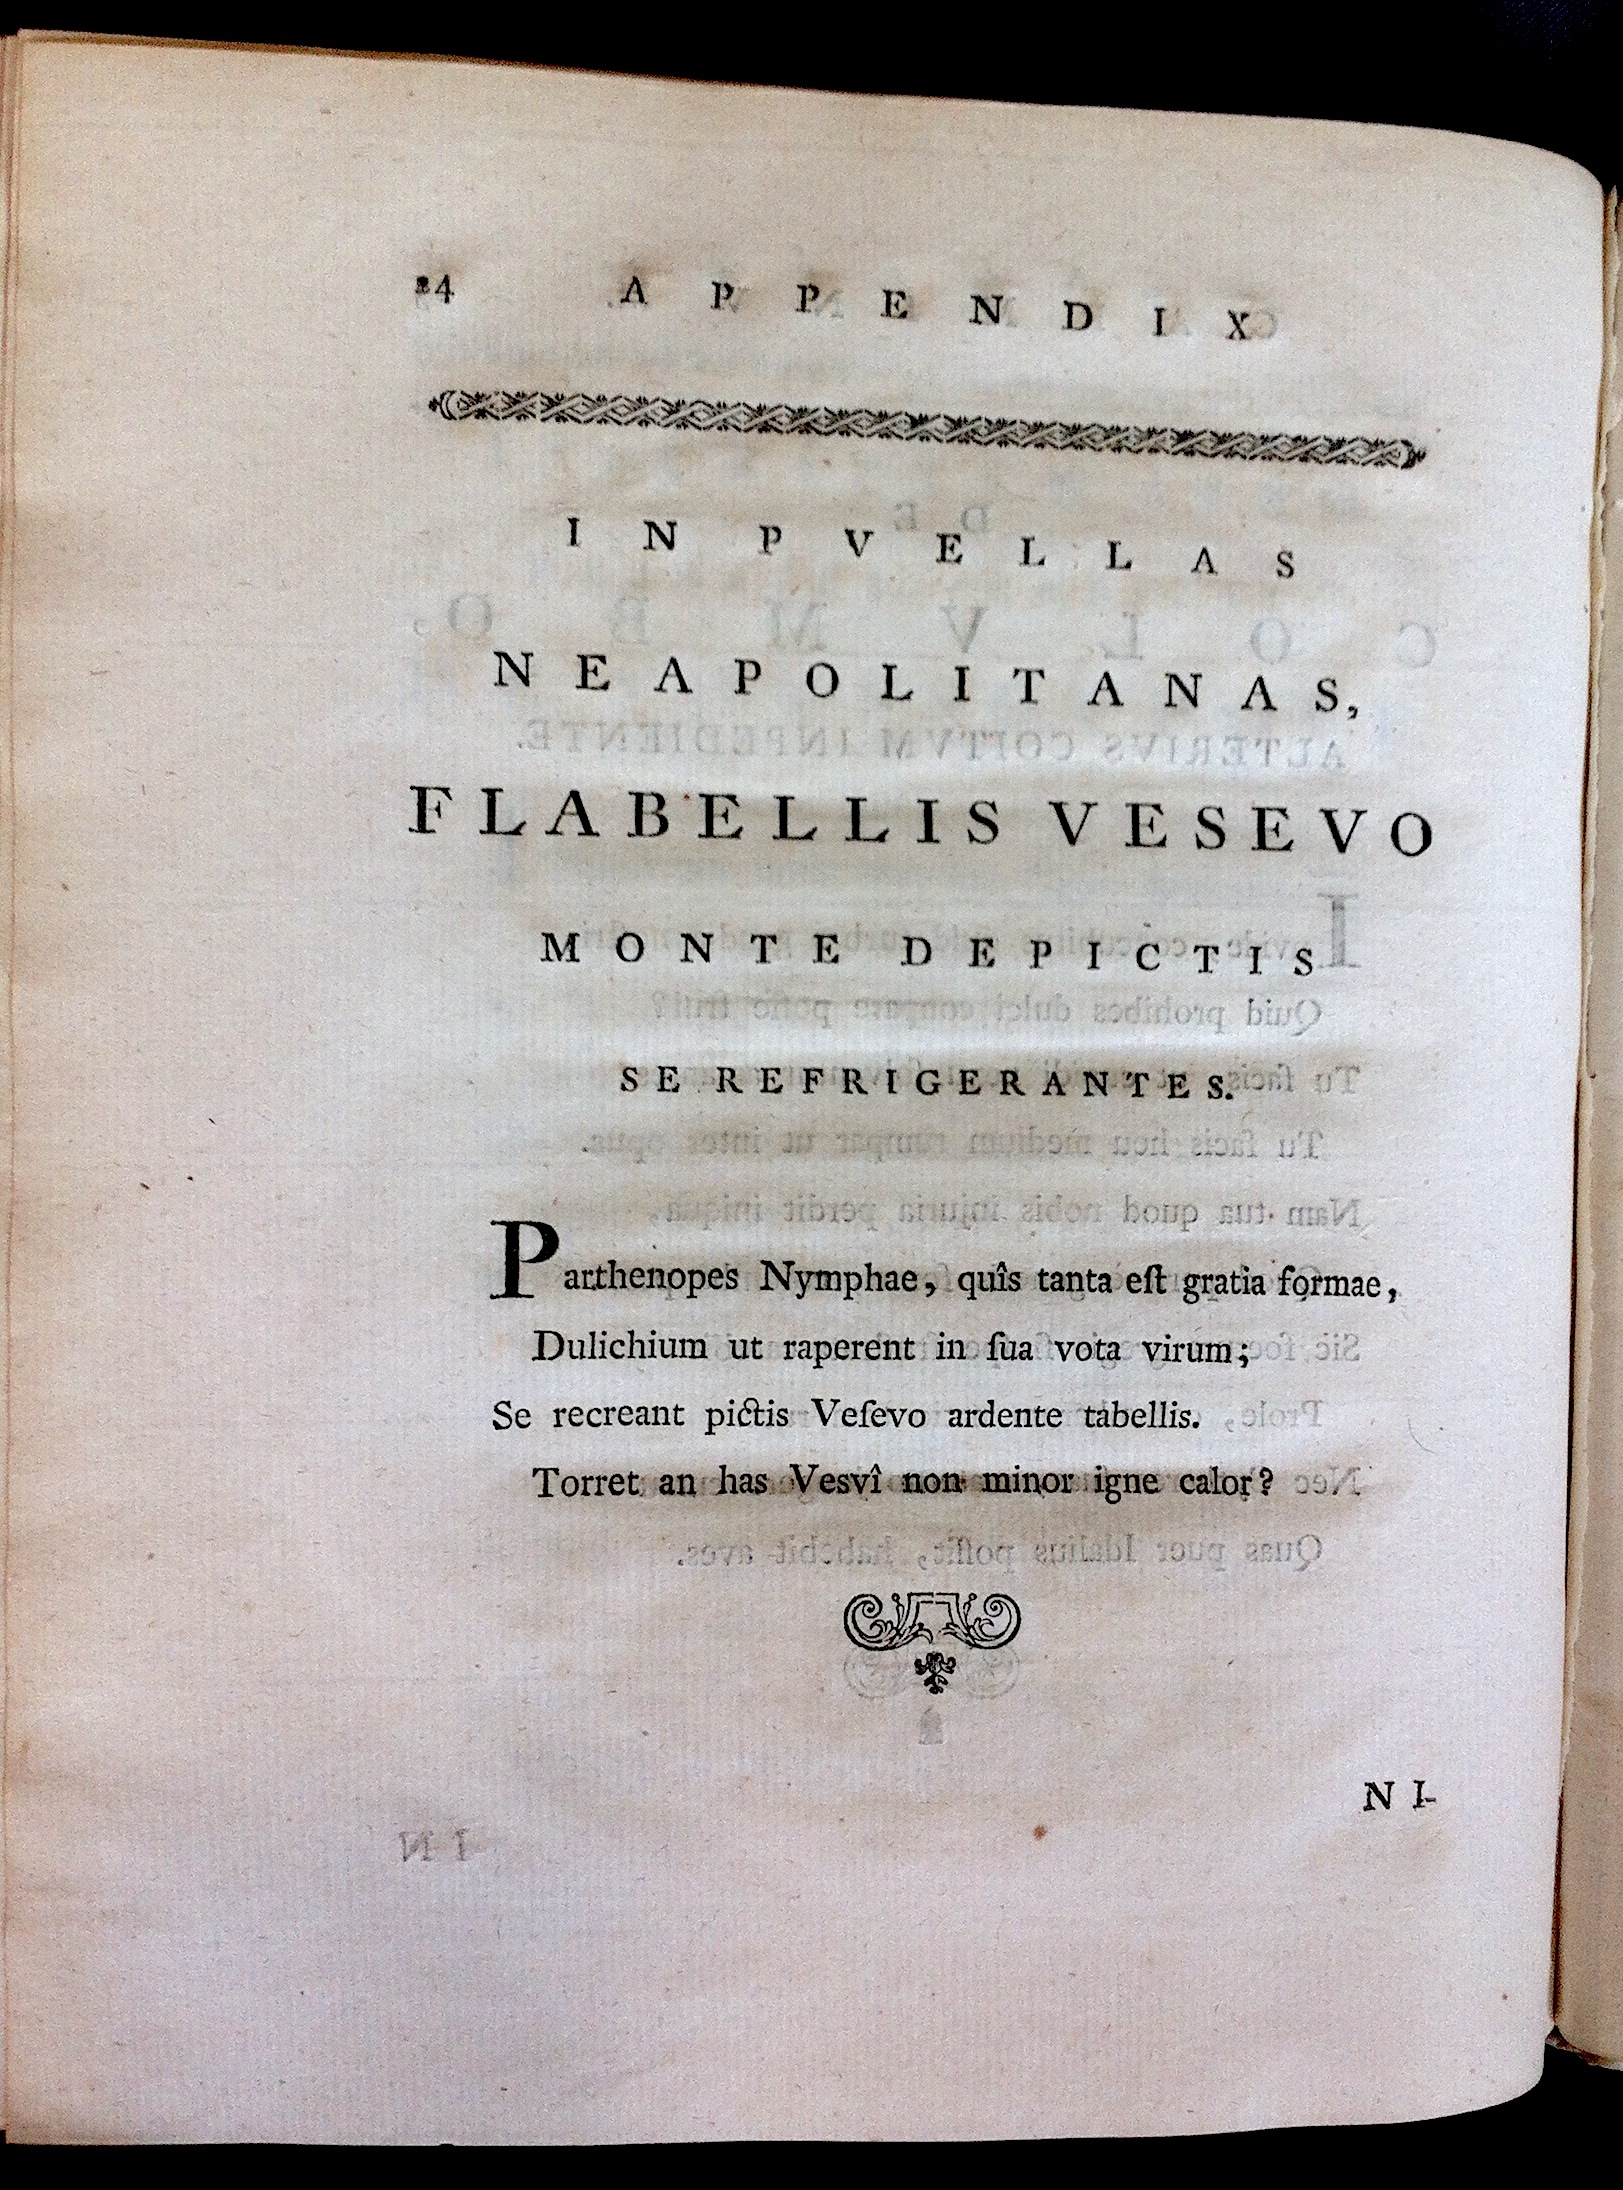 24 APPENDIX
IN PVELLAS
NEAPOLITANAS,
FLABELLIS VESEVO
MONTE DEPICTIS
SE REFRIGERANTES.
Parthenopes Nymphae, quîs tanta eſt gratia formae,
Dulichium ut raperent in ſua vota virum;
Se recreant pictis Veſevo ardente tabellis.
Torret an has Vesvî non minor igne calor?
NI-